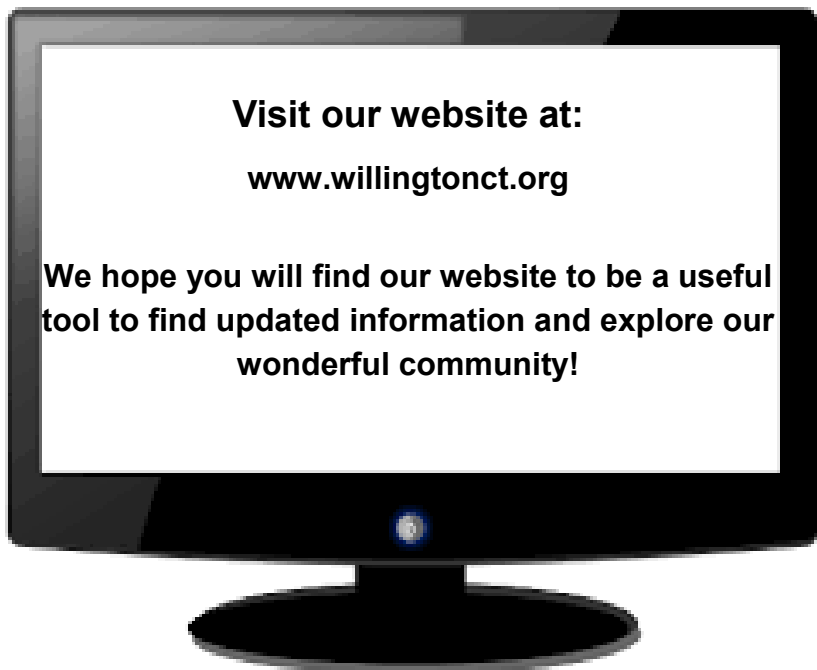 Visit our website at:
www.willingtonct.org
We hope you will find our website to be a useful
tool to find updated information and explore our
wonderful community!